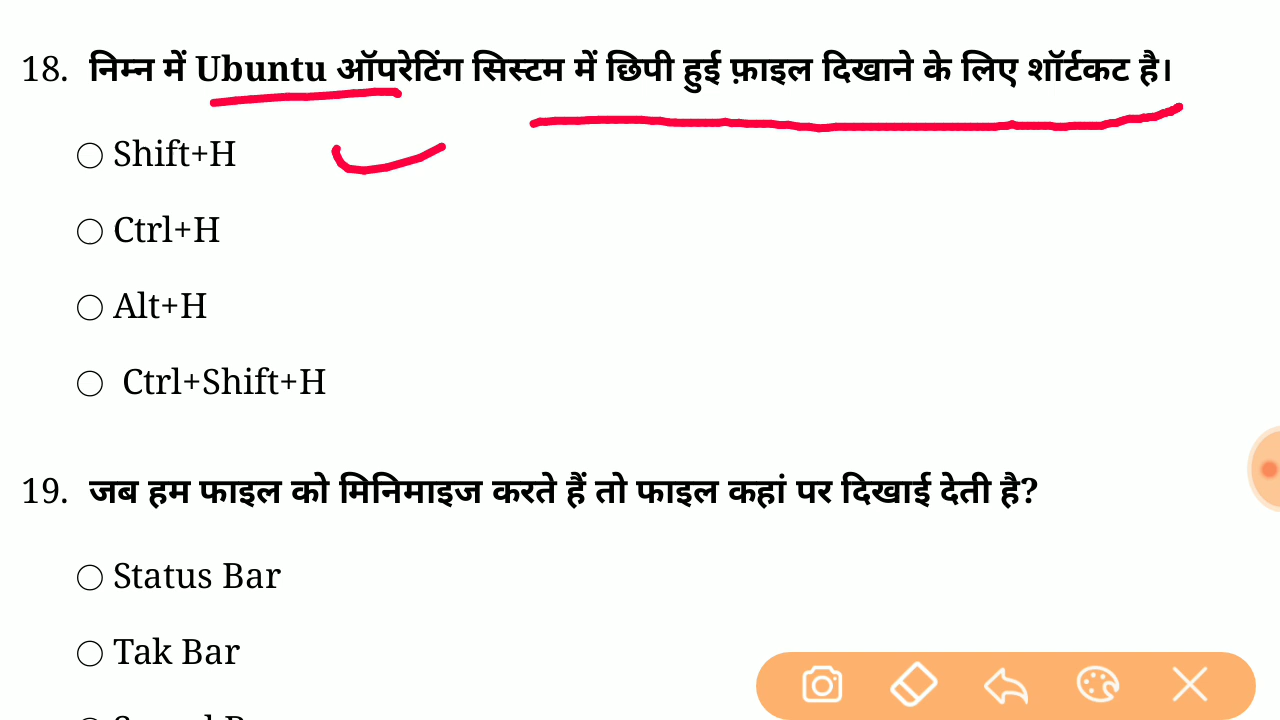 18. निम्न में Ubuntu ऑपरेटिंग सिस्टम में छिपी हुई फ़ाइल दिखाने के लिए शॉर्टकट है।
Shift+H
Ctrl+H
Alt+H
Ctrl+Shift+H
19. जब हम फाइल को मिनिमाइज करते हैं तो फाइल कहां पर दिखाई देती है?
Status Bar
Tak Bar